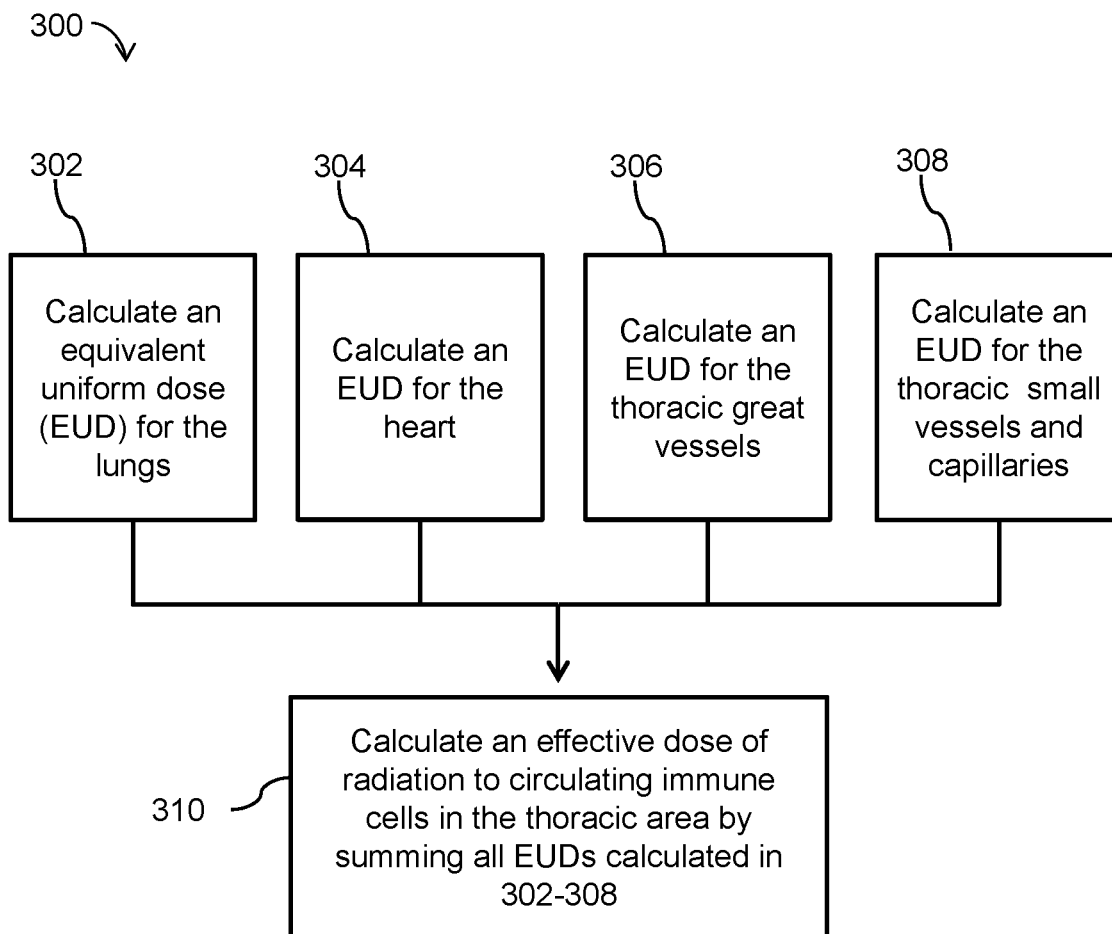 300
302
304
306
308
Calculate an
equivalent
uniform dose
(EUD) for the
lungs
Calculate an
EUD for the
heart
Calculate an
EUD for the
thoracic great
vessels
Calculate an
EUD for the
thoracic small
vessels and
capillaries
310
Calculate an effective dose of
radiation to circulating immune
cells in the thoracic area by
summing all EUDs calculated in
302-308